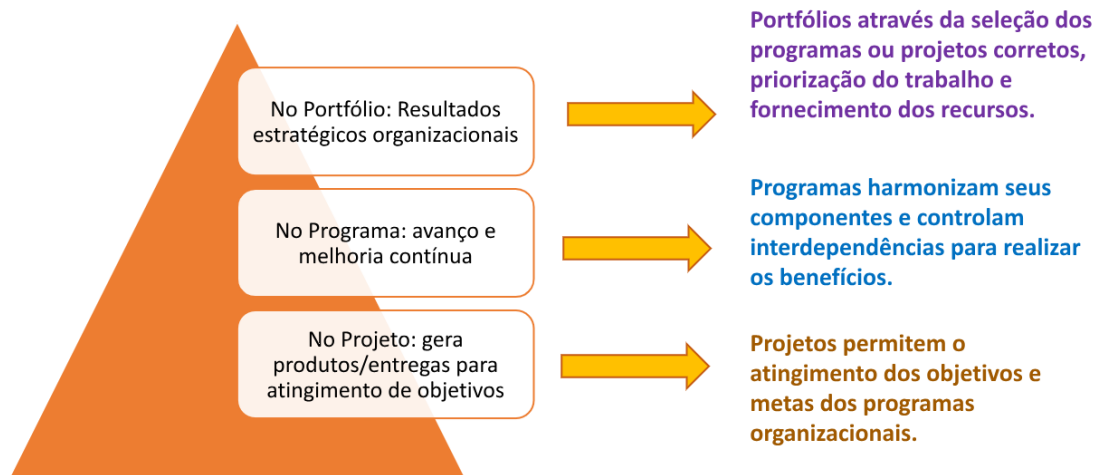 No Portfólio: Resultados
estratégicos organizacionais
Portfólios através da seleção dos
programas ou projetos corretos,
priorização do trabalho e
fornecimento dos recursos.
No Programa: avanço e
melhoria contínua
Programas harmonizam seus
componentes e controlam
interdependências para realizar
os benefícios.
No Projeto: gera
produtos/entregas para
atingimento de objetivos
Projetos permitem o
atingimento dos objetivos e
metas dos programas
organizacionais.